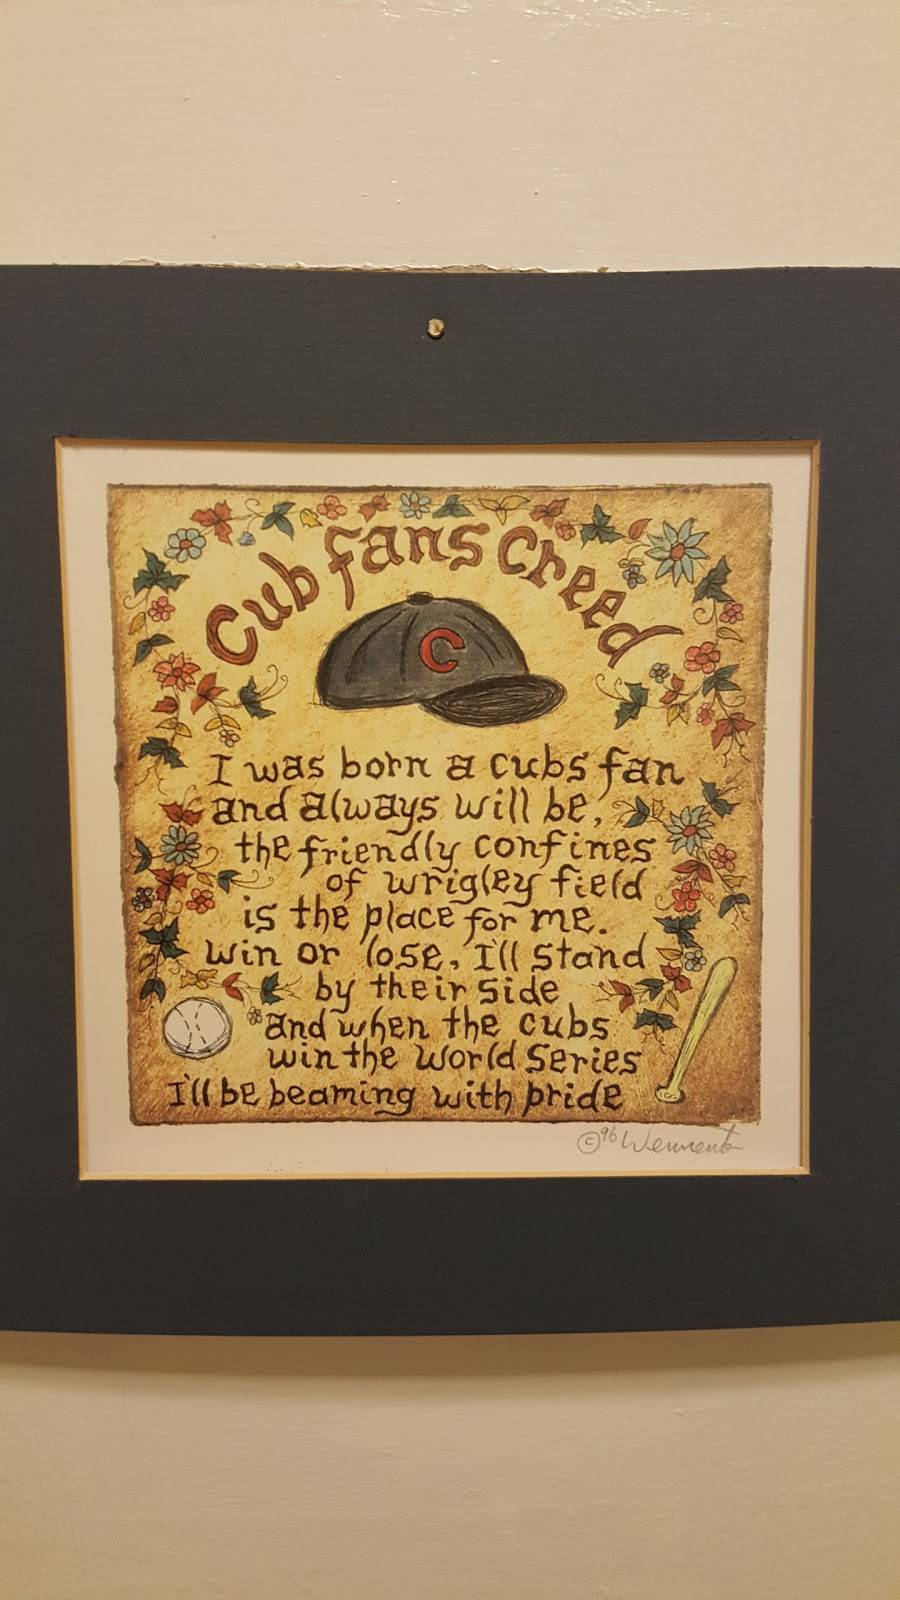 Cub fans Creed
C
I was born a cubs fan
and always will be,
the friendly confines
of wrigley field
is the place for me.
win or lose, I'll stand
by their side
and when the cubs
win the world series
I'll be beaming with pride
© 96